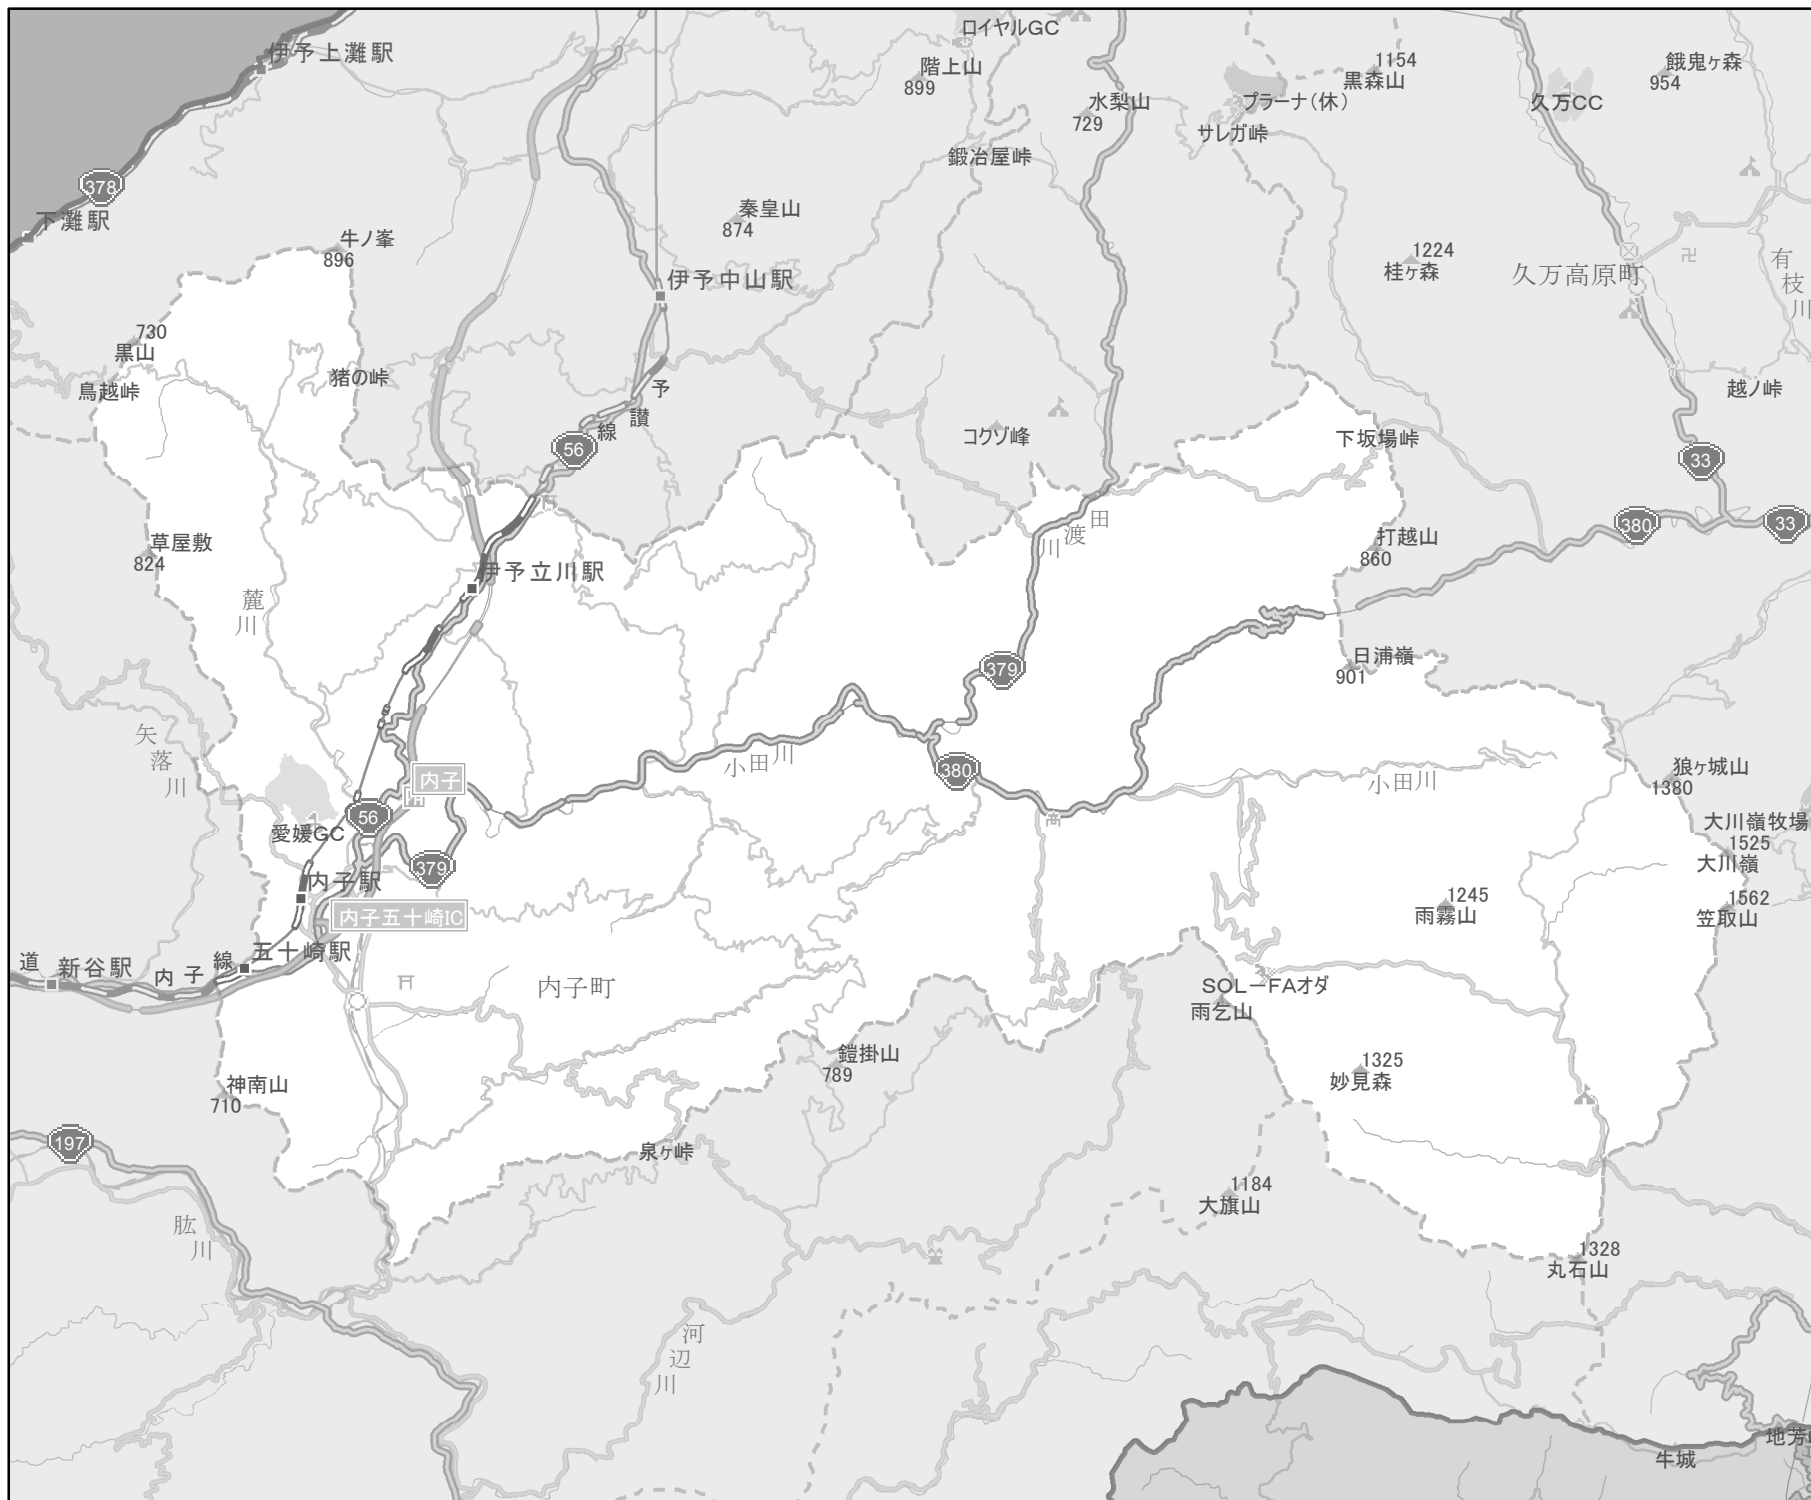 ロイヤルGC
伊予上灘駅
階上山
899
1154
黒森山
餓鬼ヶ森
954
水梨山
729
プラーナ(休)
サレガ峠
久万CC
鍛冶屋峠
378
下灘駅
秦皇山
874
牛ノ峯
896
1224
桂ヶ森
久万高原町
有枝川
伊予中山駅
730
黒山
鳥越峠
猪の峠
越ノ峠
予讃線
コクゾ峰
下坂場峠
56
33
田渡川
380
33
草屋敷
824
打越山
860
伊予立川駅
麓川
379
日浦嶺
901
矢落川
小田川
380
小田川
狼ヶ城山
1380
内子
56
愛媛GC
大川嶺牧場
1525
大川嶺
379
内子駅
1245
雨霧山
1562
笠取山
内子五十崎IC
五十崎駅
道
新谷駅
内子線
内子町
SOL−FAオダ
雨乞山
鎧掛山
789
1325
妙見森
神南山
710
197
泉ヶ峠
1184
大旗山
肱川
1328
丸石山
河辺川
地芳
牛城